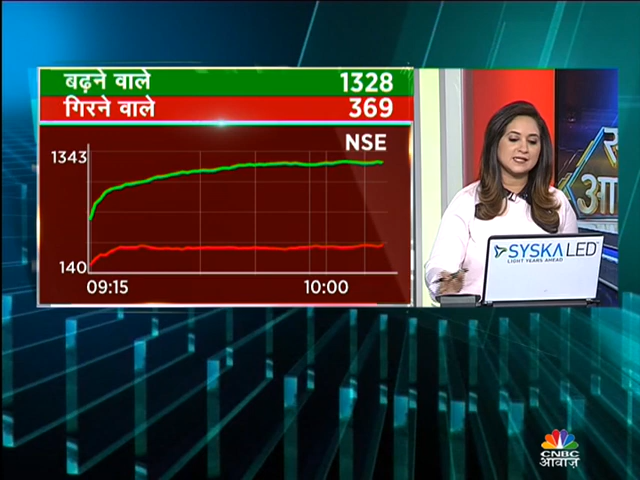 बढ़ने वाले 1328
गिरने वाले 369
NSE
1343
140
09:15 10:00
आ
SYSKA LED
LIGHT YEARS AHEAD
CNBC
आवाज़